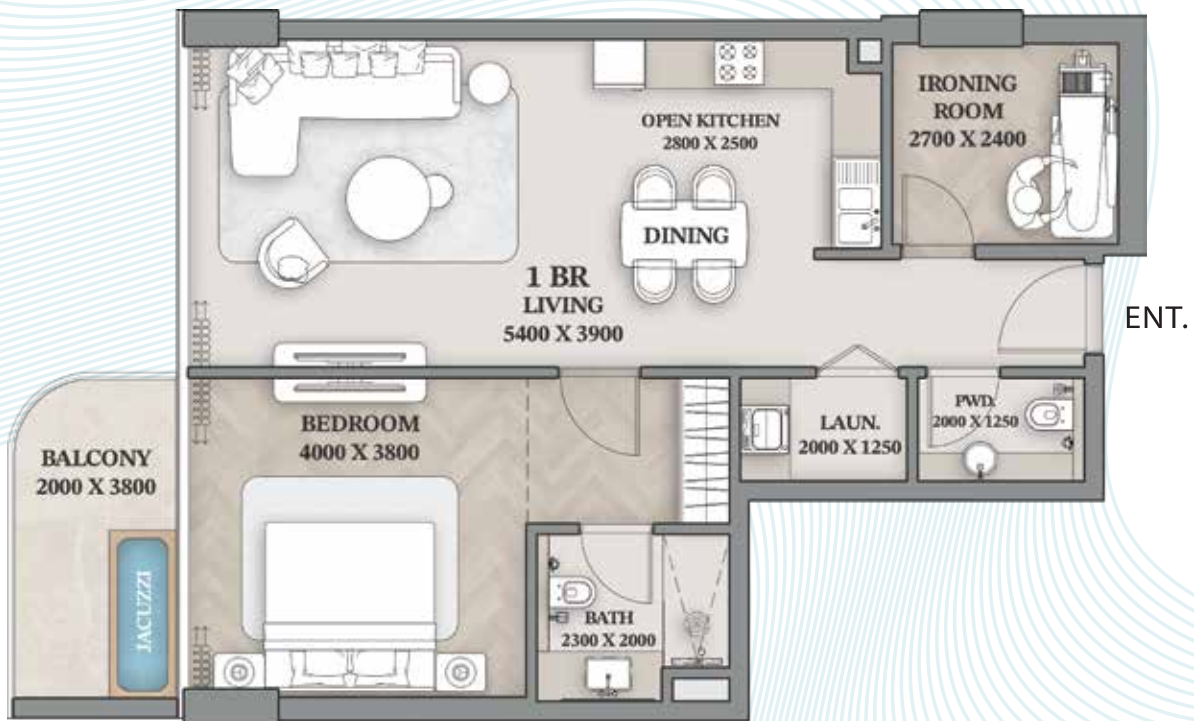 IRONING
ROOM
2700 X 2400
OPEN KITCHEN
2800 X 2500
DINING
1 BR
LIVING
5400 X 3900
ENT.
BEDROOM
4000 X 3800
LAUN.
2000 X 1250
PWD.
2000 X 1250
BALCONY
2000 X 3800
JACUZZI
BATH
2300 X 2000